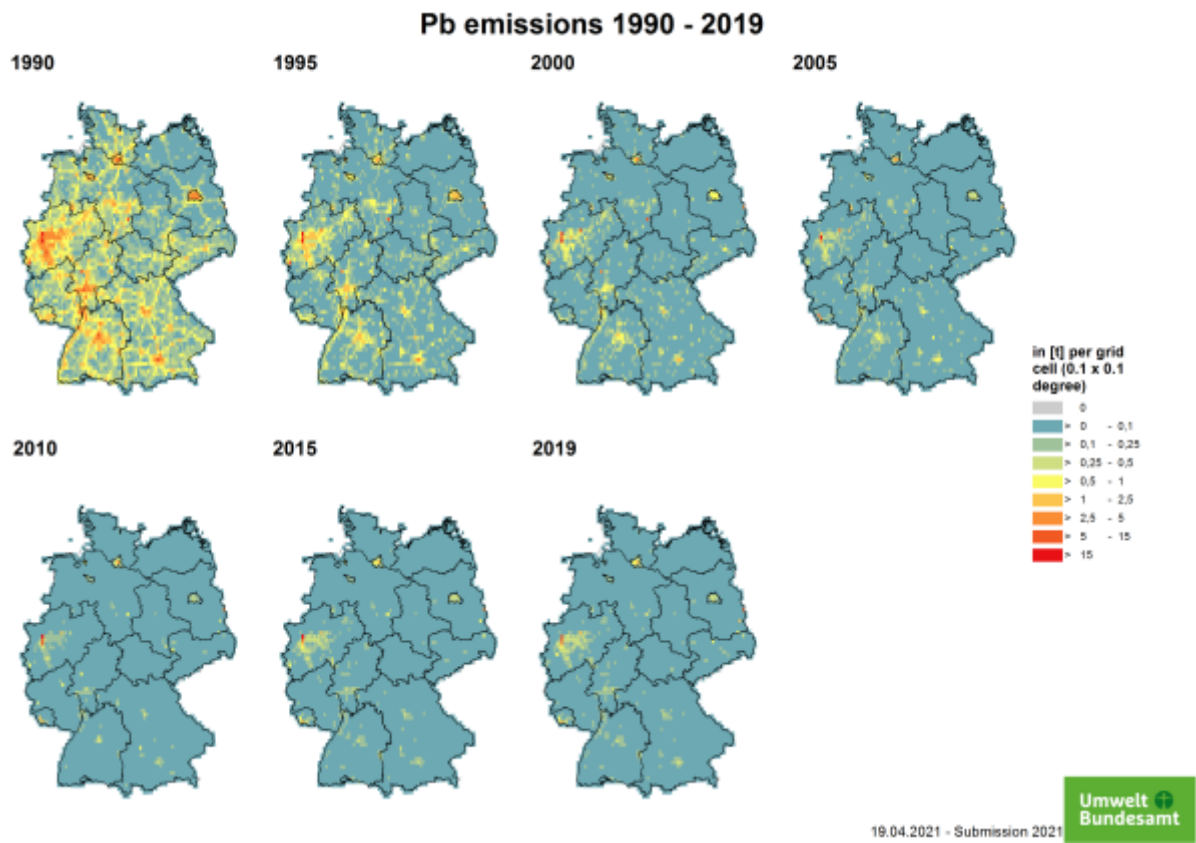 Pb emissions 1990 - 2019
1990
1995
2000
2005
in [t] per grid
cell (0.1 x 0.1
degree)
0
> 0 - 0,1
> 0,1 - 0,25
> 0,25 - 0,5
> 0,5 - 1
> 1 - 2,5
> 2,5 - 5
> 5 - 15
> 15
2010
2015
2019
19.04.2021 - Submission 2021
Umwelt
Bundesamt